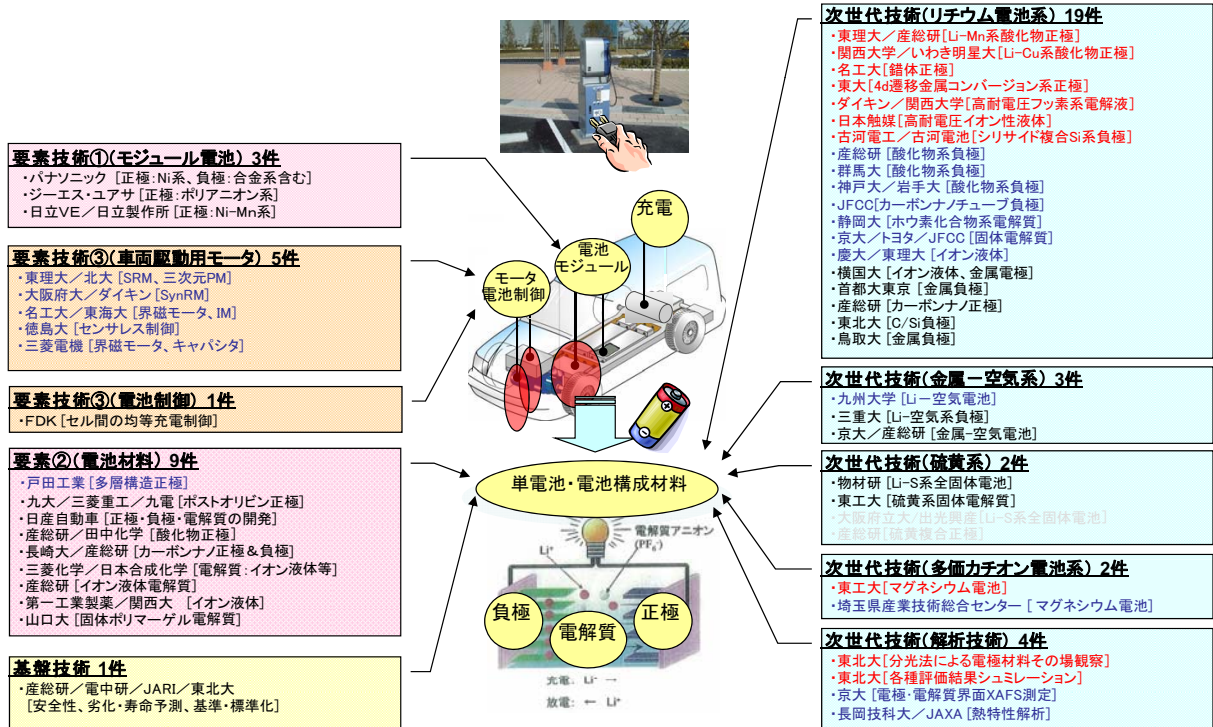 要素技術①(モジュール電池) 3件
・パナソニック [正極:Ni系、負極:合金系含む]
・ジーエス・ユアサ [正極:ポリアニオン系]
・日立VE/日立製作所 [正極:Ni-Mn系]
要素技術③(車両駆動用モータ) 5件
・東理大/北大 [SRM、三次元PM]
・大阪府大/ダイキン [SynRM]
・名工大/東海大 [界磁モータ、IM]
・徳島大 [センサレス制御]
・三菱電機 [界磁モータ、キャパシタ]
要素技術③(電池制御) 1件
・FDK [セル間の均等充電制御]
要素②(電池材料) 9件
・戸田工業 [多層構造正極]
・九大/三菱重工/九電 [ポストオリビン正極]
・日産自動車 [正極・負極・電解質の開発]
・産総研/田中化学 [酸化物正極]
・長崎大/産総研 [カーボンナノ正極&負極]
・三菱化学/日本合成化学 [電解質:イオン液体等]
・産総研 [イオン液体電解質]
・第一工業製薬/関西大 [イオン液体]
・山口大 [固体ポリマーゲル電解質]
基盤技術 1件
・産総研/電中研/JARI/東北大
[安全性、劣化・寿命予測、基準・標準化]
充電
電池
モジュール
モータ
電池制御
単電池・電池構成材料
電解質アニオン
(PF₆⁻)
Li⁺
負極
電解質
正極
充電: Li⁺ →
放電: ← Li⁺
次世代技術(リチウム電池系) 19件
・東理大/産総研[Li-Mn系酸化物正極]
・関西大学/いわき明星大[Li-Cu系酸化物正極]
・名工大[錯体正極]
・東大[4d遷移金属コンバージョン系正極]
・ダイキン/関西大学[高耐電圧フッ素系電解液]
・日本触媒[高耐電圧イオン性液体]
・古河電工/古河電池[シリサイド複合Si系負極]
・産総研 [酸化物系負極]
・群馬大 [酸化物系負極]
・神戸大/岩手大 [酸化物系負極]
・JFCC[カーボンナノチューブ負極]
・静岡大 [ホウ素化合物系電解質]
・京大/トヨタ/JFCC [固体電解質]
・慶大/東理大 [イオン液体]
・横国大 [イオン液体、金属電極]
・首都大東京 [金属負極]
・産総研 [カーボンナノ正極]
・東北大 [C/Si負極]
・鳥取大 [金属負極]
次世代技術(金属-空気系) 3件
・九州大学 [Li-空気電池]
・三重大 [Li-空気系負極]
・京大/産総研 [金属-空気電池]
次世代技術(硫黄系) 2件
・物材研 [Li-S系全固体電池]
・東工大 [硫黄系固体電解質]
・大阪府立大/出光興産[Li-S系全固体電池]
・産総研[硫黄複合正極]
次世代技術(多価カチオン電池系) 2件
・東工大[マグネシウム電池]
・埼玉県産業技術総合センター [ マグネシウム電池]
次世代技術(解析技術) 4件
・東北大[分光法による電極材料その場観察]
・東北大[各種評価結果シュミレーション]
・京大 [電極・電解質界面XAFS測定]
・長岡技科大/JAXA [熱特性解析]